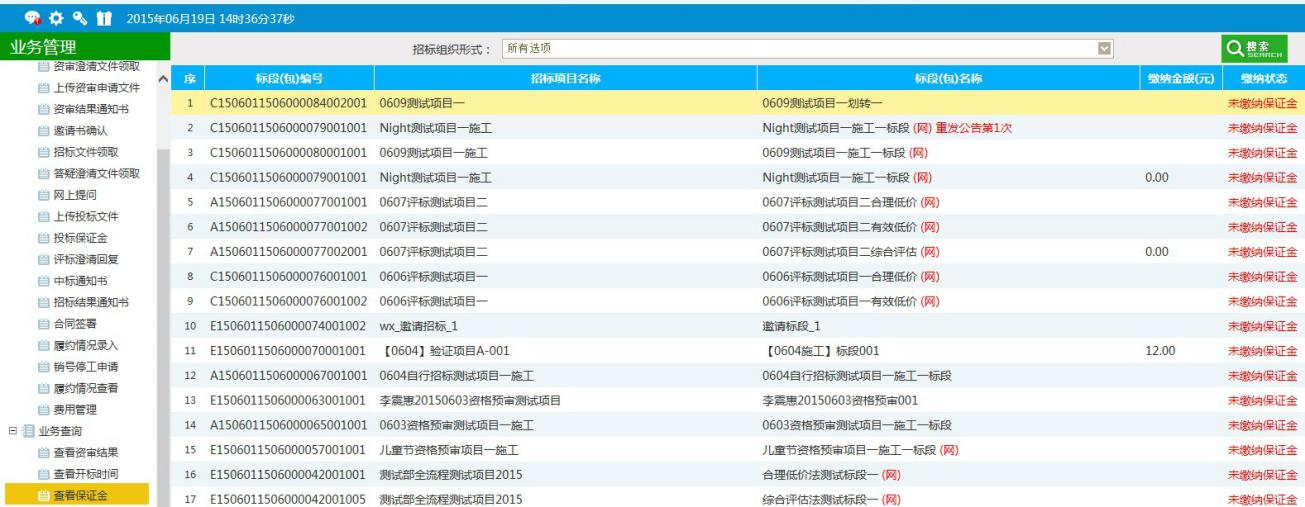 2015年06月19日 14时36分37秒
业务管理
资审澄清文件领取
上传资审申请文件
资审结果通知书
邀请书确认
招标文件领取
答疑澄清文件领取
网上提问
上传投标文件
投标保证金
评标澄清回复
中标通知书
招标结果通知书
合同签署
履约情况录入
销号停工申请
履约情况查看
费用管理
业务查询
查看资审结果
查看开标时间
查看保证金
招标组织形式： 所有选项
搜索
SEARCH
序 标段(包)编号 招标项目名称 标段(包)名称 缴纳金额(元) 缴纳状态
1 C1506011506000084002001 0609测试项目一 0609测试项目一划转一 未缴纳保证金
2 C1506011506000079001001 Night测试项目一施工 Night测试项目一施工一标段 (网) 重发公告第1次 未缴纳保证金
3 C1506011506000080001001 0609测试项目一施工 0609测试项目一施工一标段 (网) 未缴纳保证金
4 C1506011506000079001001 Night测试项目一施工 Night测试项目一施工一标段 (网) 0.00 未缴纳保证金
5 A1506011506000077001001 0607评标测试项目二 0607评标测试项目二合理低价 (网) 未缴纳保证金
6 A1506011506000077001002 0607评标测试项目二 0607评标测试项目二有效低价 (网) 未缴纳保证金
7 A1506011506000077002001 0607评标测试项目二 0607评标测试项目二综合评估 (网) 0.00 未缴纳保证金
8 C1506011506000076001001 0606评标测试项目一 0606评标测试项目一合理低价 (网) 未缴纳保证金
9 C1506011506000076001002 0606评标测试项目一 0606评标测试项目一有效低价 (网) 未缴纳保证金
10 E1506011506000074001002 wx_邀请招标_1 邀请标段_1 未缴纳保证金
11 E1506011506000070001001 【0604】验证项目A-001 【0604施工】标段001 12.00 未缴纳保证金
12 A1506011506000067001001 0604自行招标测试项目一施工 0604自行招标测试项目一施工一标段 未缴纳保证金
13 E1506011506000063001001 李震惠20150603资格预审测试项目 李震惠20150603资格预审001 未缴纳保证金
14 A1506011506000065001001 0603资格预审测试项目一施工 0603资格预审测试项目一施工一标段 未缴纳保证金
15 E1506011506000057001001 儿童节资格预审项目一施工 儿童节资格预审项目一施工一标段 (网) 未缴纳保证金
16 E1506011506000042001001 测试部全流程测试项目2015 合理低价法测试标段一 (网) 未缴纳保证金
17 E1506011506000042001005 测试部全流程测试项目2015 综合评估法测试标段一 (网) 未缴纳保证金